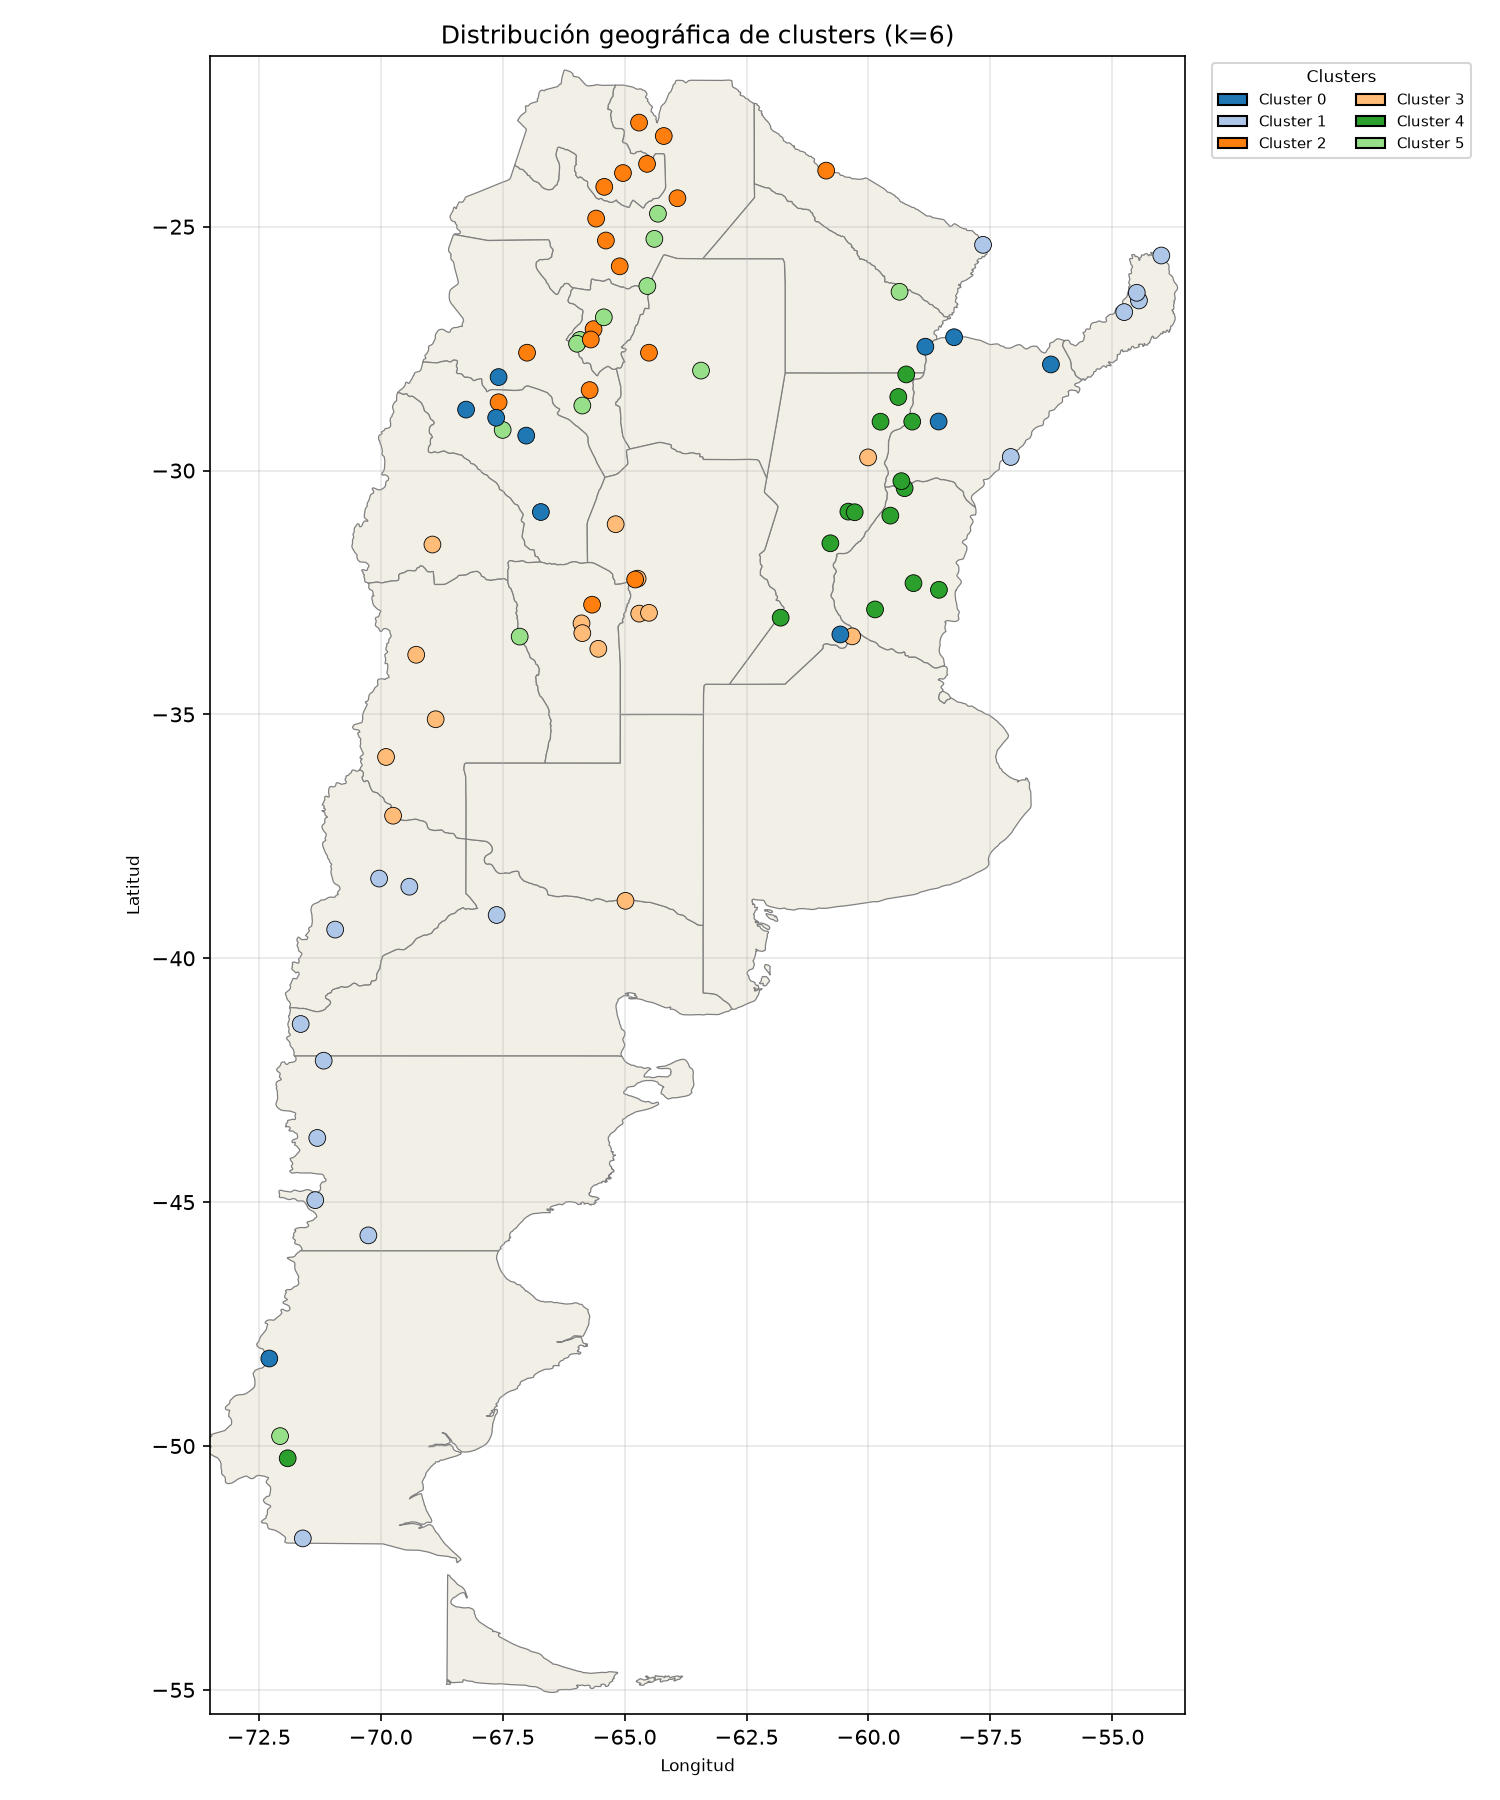 Distribución geográfica de clusters (k=6)
Clusters
Cluster 0
Cluster 3
Cluster 1
Cluster 4
Cluster 2
Cluster 5
−25
−30
−35
−40
−45
−50
−55
Latitud
−72.5 −70.0 −67.5 −65.0 −62.5 −60.0 −57.5 −55.0
Longitud